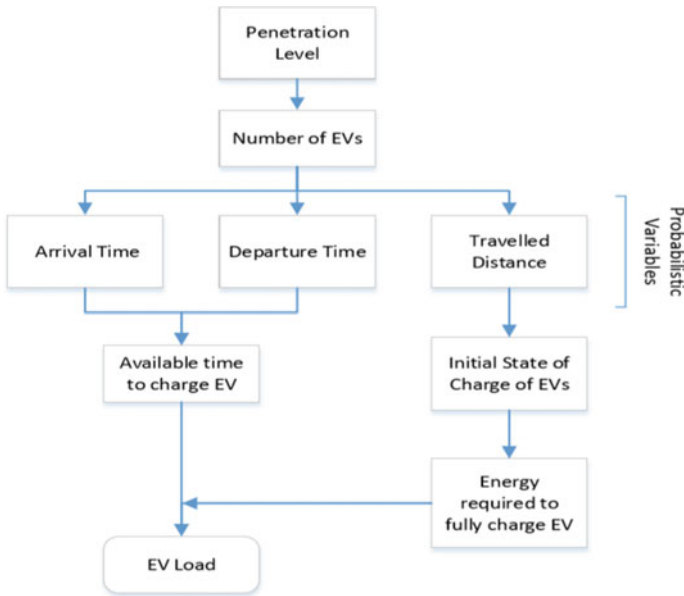 Penetration
Level
Number of EVs
Arrival Time
Departure Time
Travelled
Distance
Probabilistic
Variables
Available time
to charge EV
Initial State of
Charge of EVs
Energy
required to
fully charge EV
EV Load